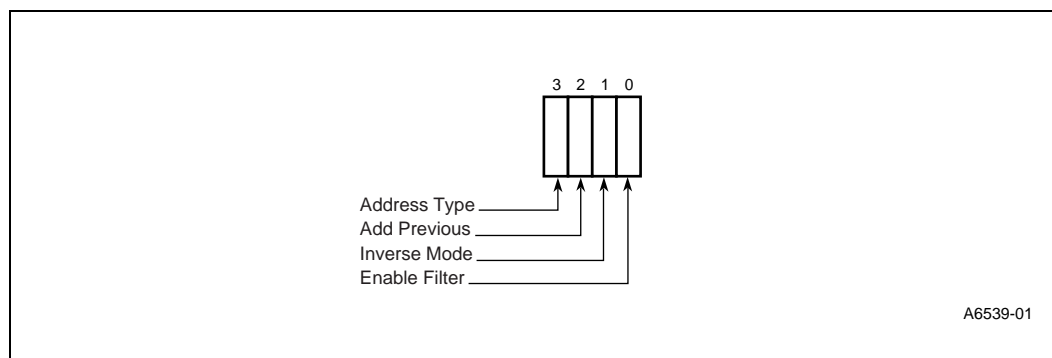 3 2 1 0
Address Type
Add Previous
Inverse Mode
Enable Filter
A6539-01